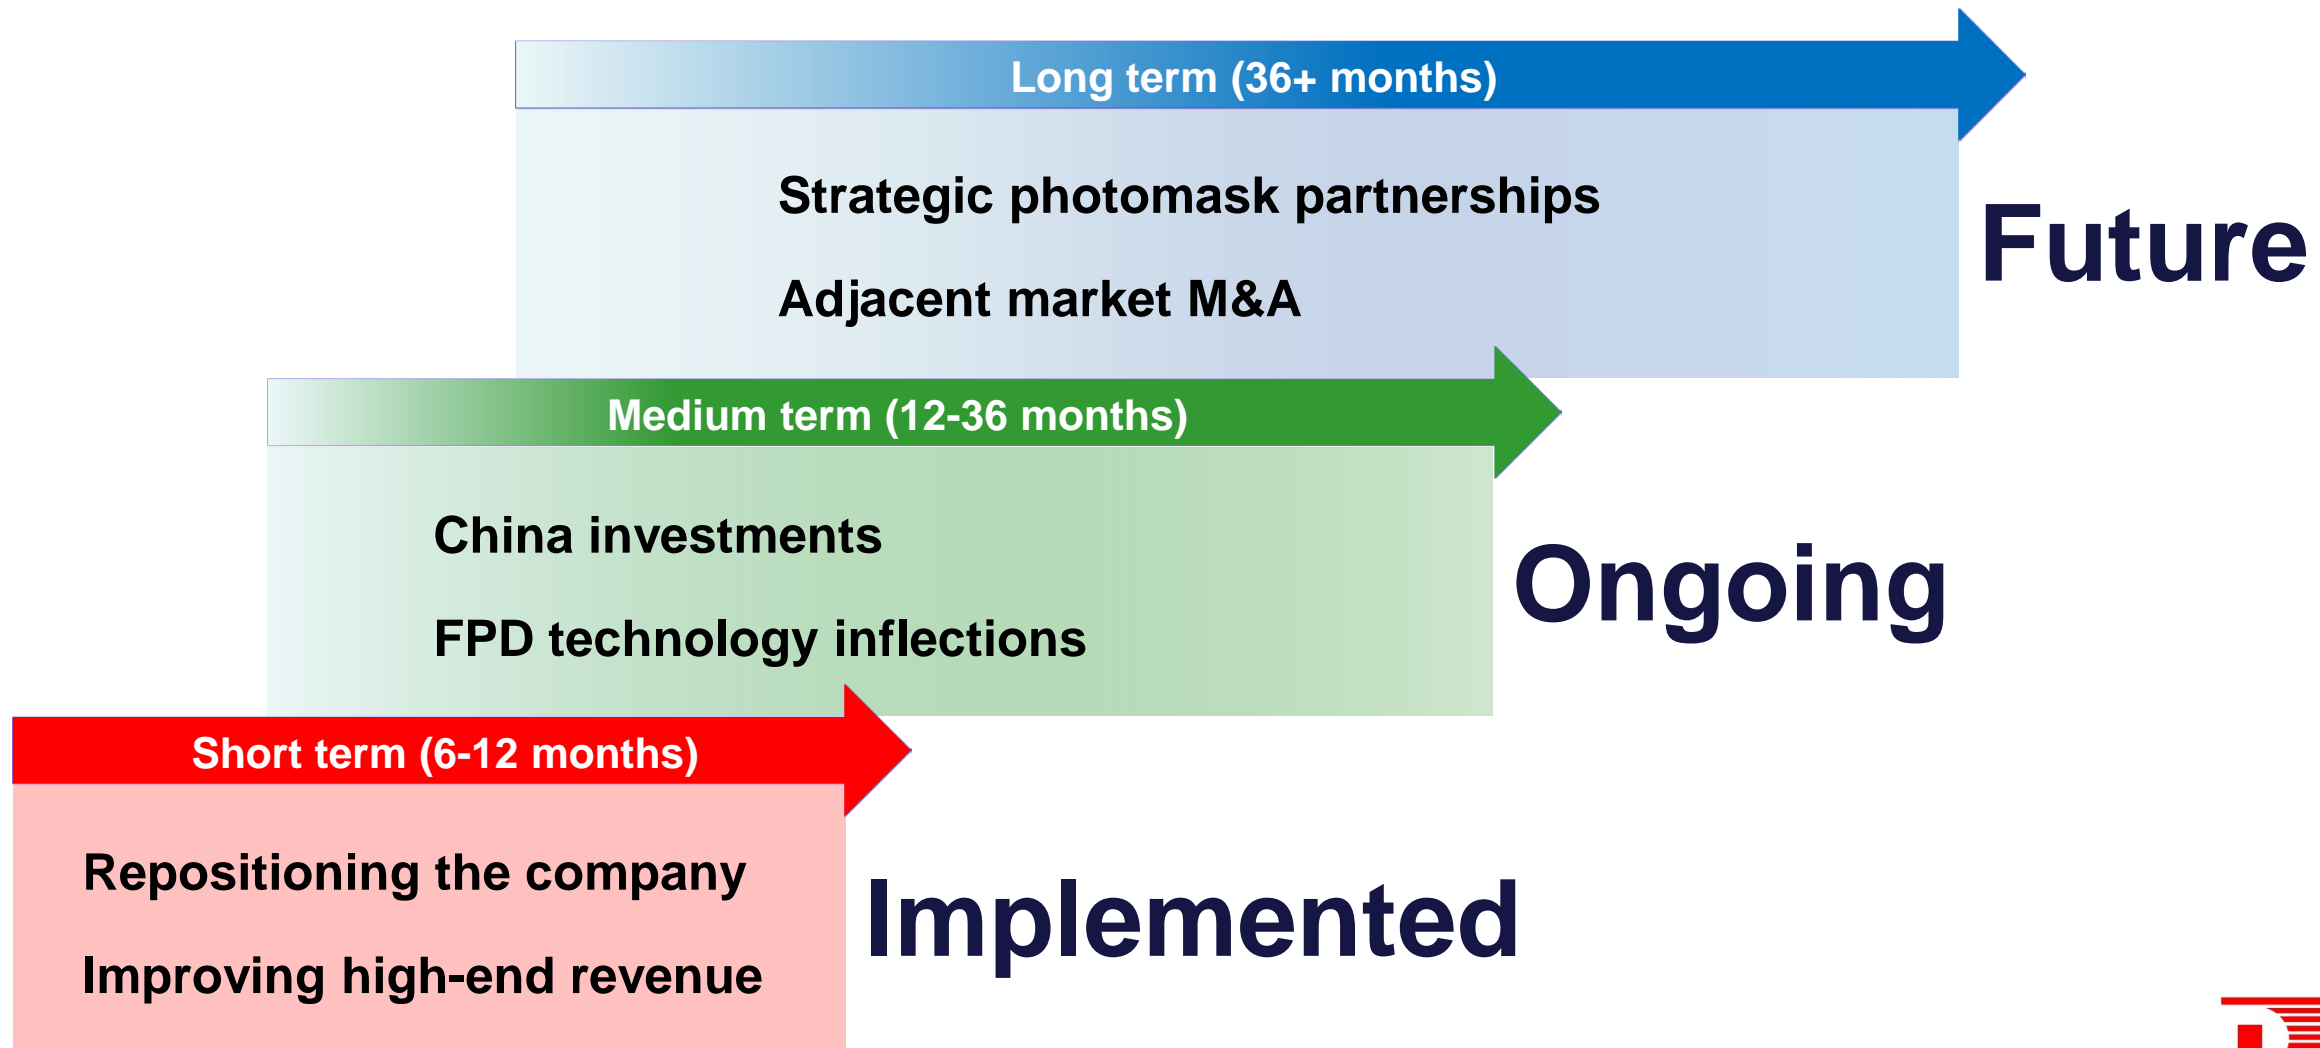 Long term (36+ months)
Strategic photomask partnerships
Adjacent market M&A
Future
Medium term (12-36 months)
China investments
FPD technology inflections
Ongoing
Short term (6-12 months)
Repositioning the company
Improving high-end revenue
Implemented